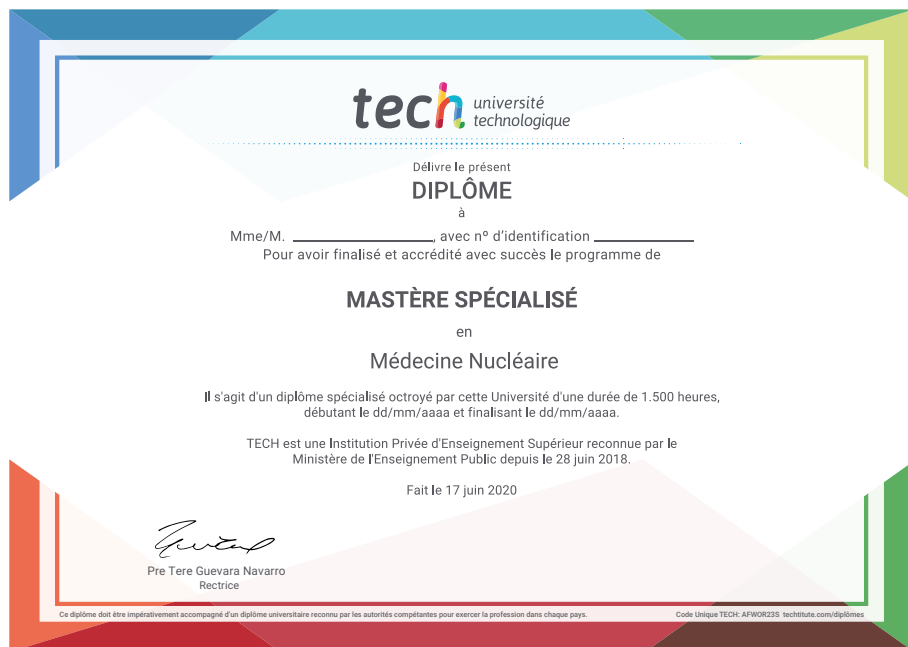 tech université
technologique
Délivre le présent
DIPLÔME
à
Mme/M. ____________________, avec nº d'identification ______________
Pour avoir finalisé et accrédité avec succès le programme de
MASTÈRE SPÉCIALISÉ
en
Médecine Nucléaire
Il s'agit d'un diplôme spécialisé octroyé par cette Université d'une durée de 1.500 heures,
débutant le dd/mm/aaaa et finalisant le dd/mm/aaaa.
TECH est une Institution Privée d'Enseignement Supérieur reconnue par le
Ministère de l'Enseignement Public depuis le 28 juin 2018.
Fait le 17 juin 2020
Pre Tere Guevara Navarro
Rectrice
Ce diplôme doit être impérativement accompagné d'un diplôme universitaire reconnu par les autorités compétentes pour exercer la profession dans chaque pays.
Code Unique TECH: AFWOR23S techtitute.com/diplômes